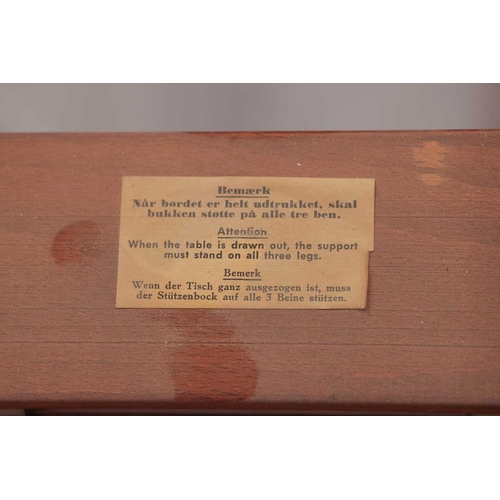 Bemærk
Når bordet er helt udtrukket, skal
bukken støtte på alle tre ben.
Attention
When the table is drawn out, the support
must stand on all three legs.
Bemerk
Wenn der Tisch ganz ausgezogen ist, muss
der Stützenbock auf alle 3 Beine stützen.